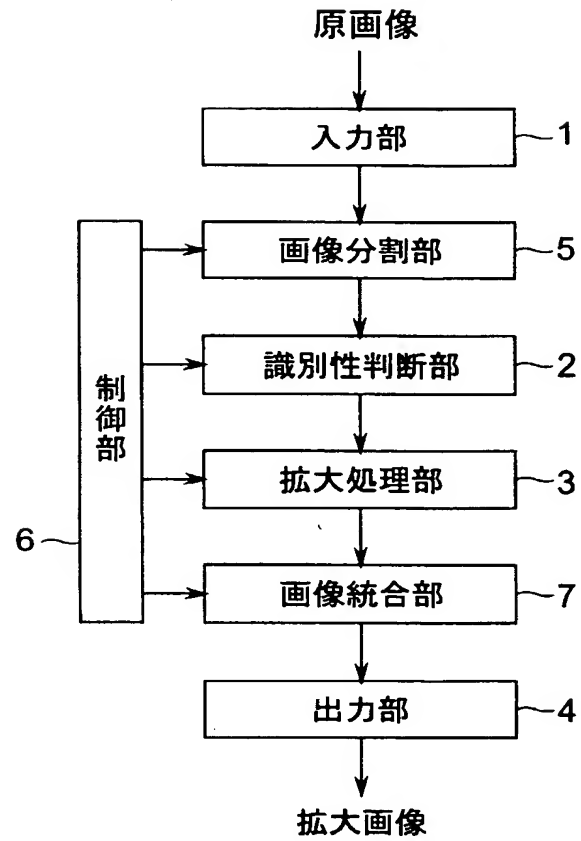 原画像
入力部 1
画像分割部 5
識別性判断部 2
制御部
拡大処理部 3
6
画像統合部 7
出力部 4
拡大画像